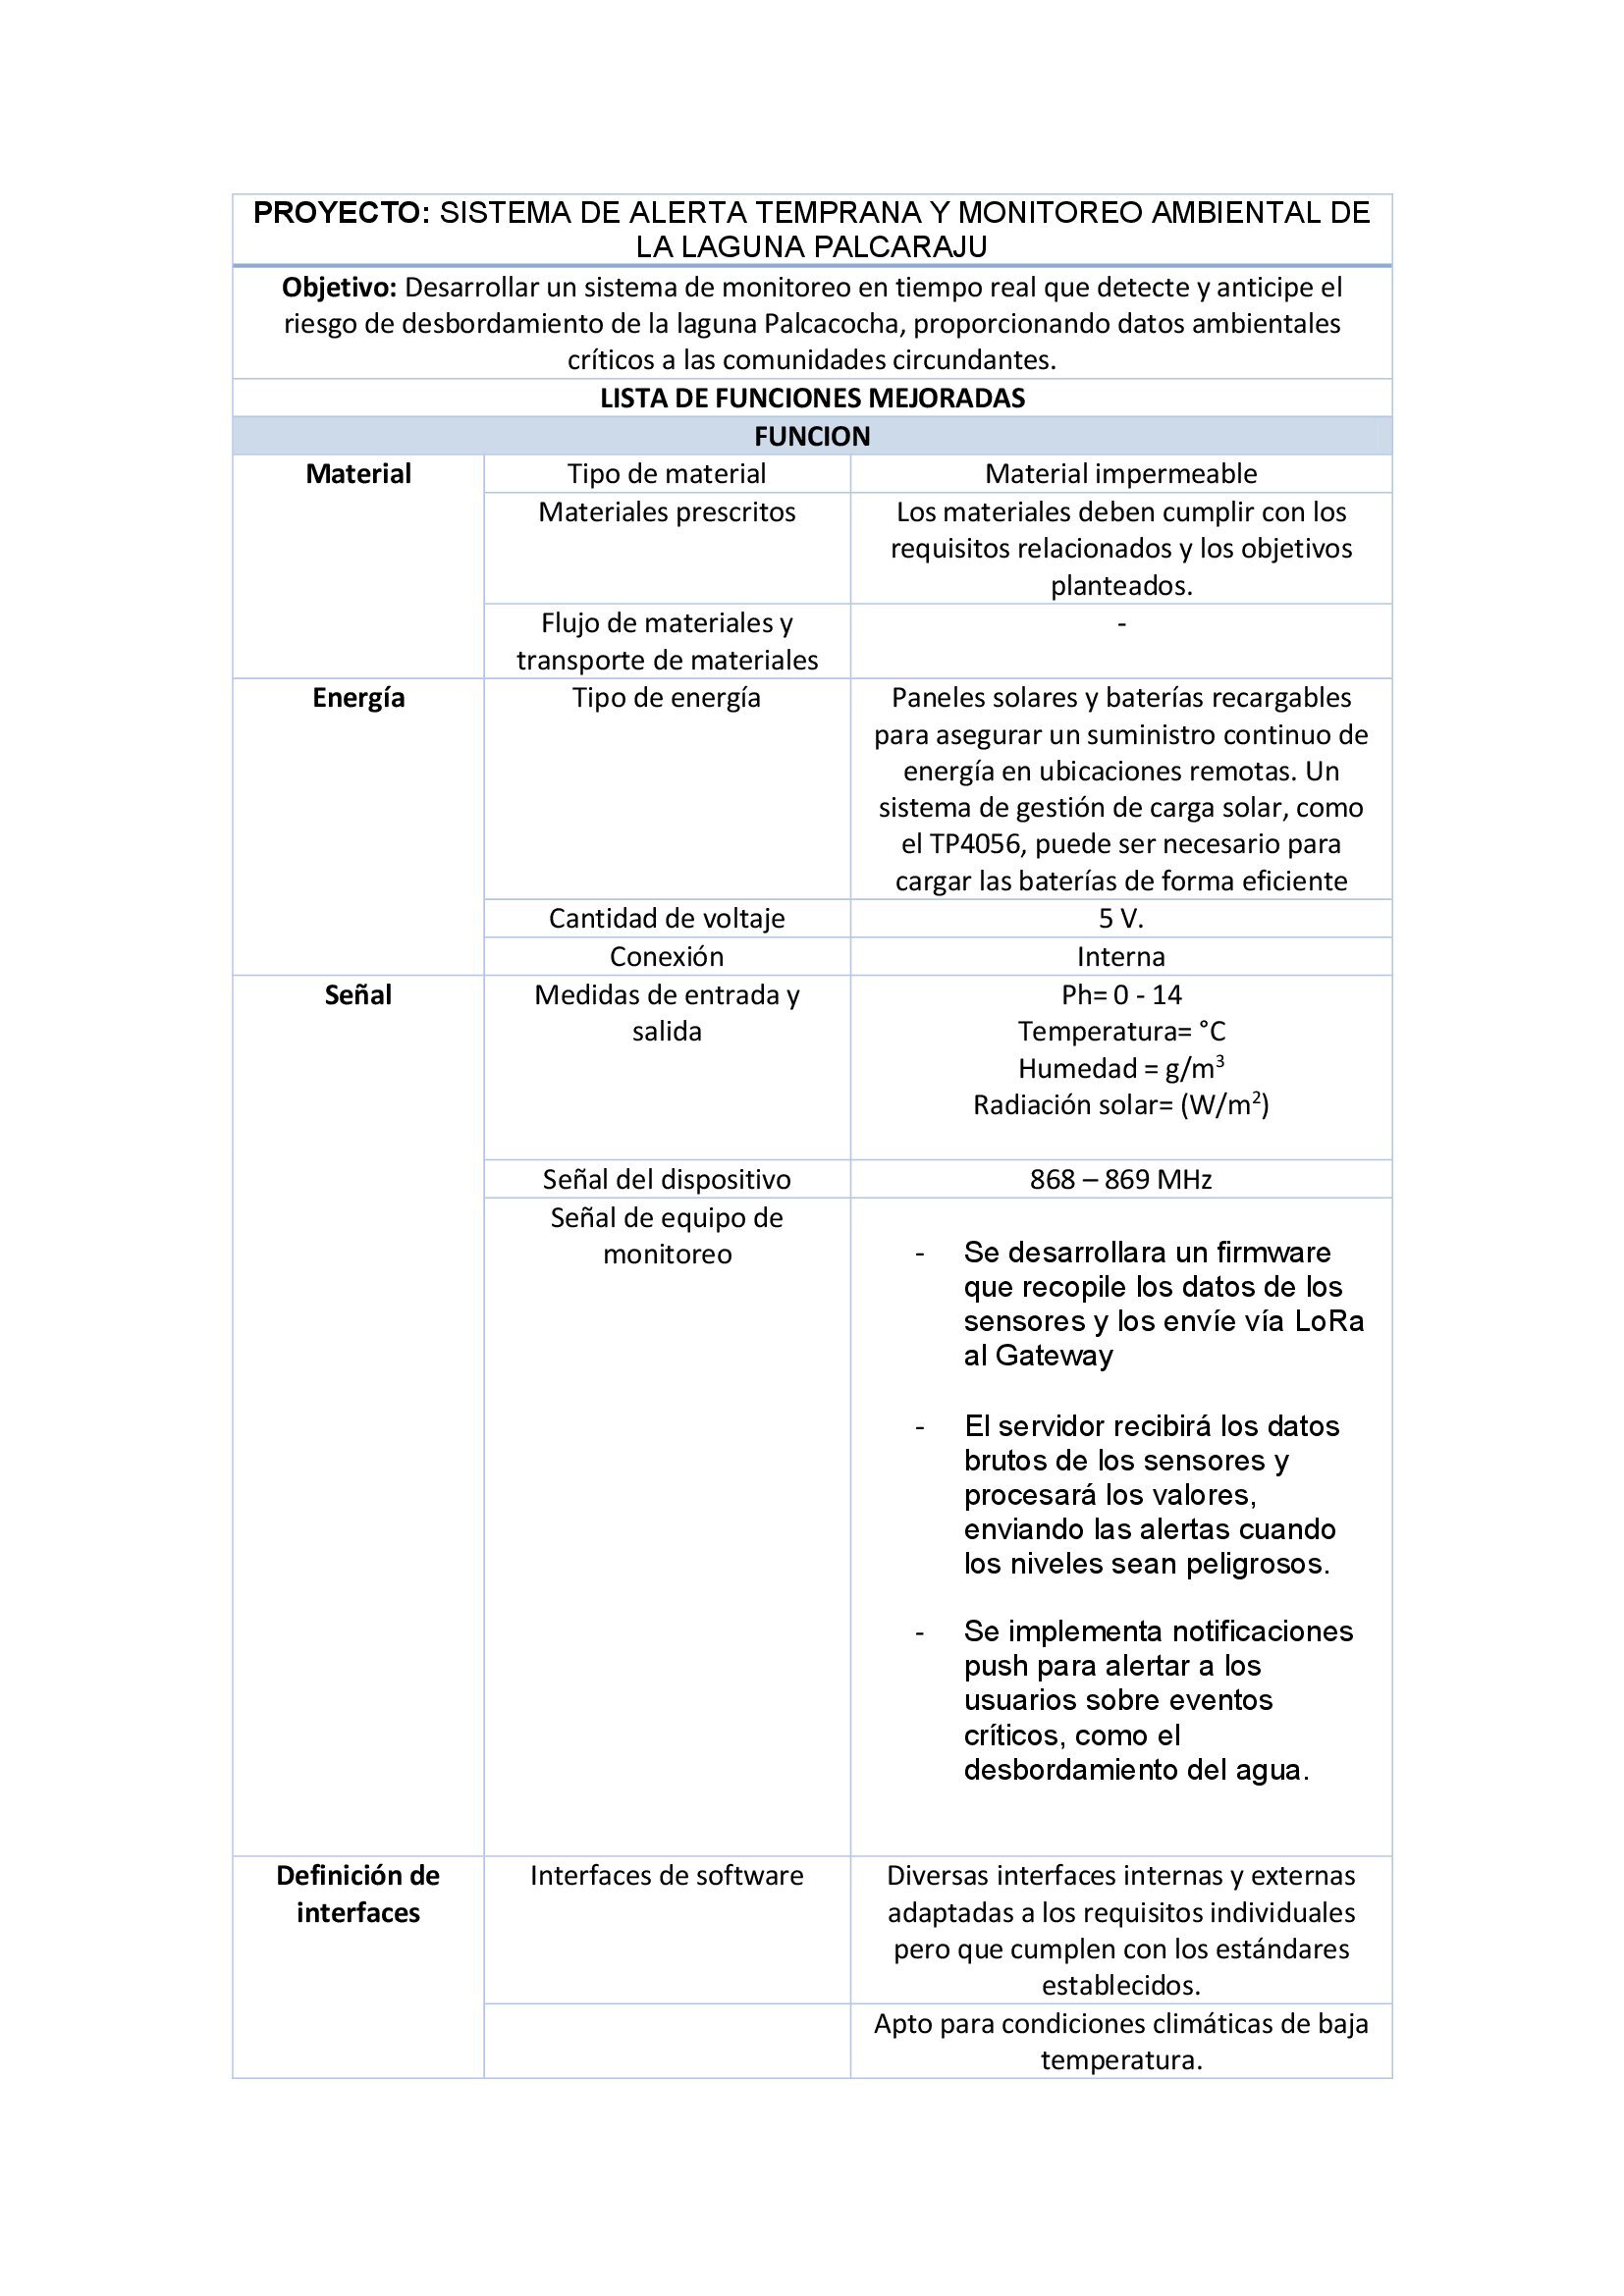 PROYECTO: SISTEMA DE ALERTA TEMPRANA Y MONITOREO AMBIENTAL DE
LA LAGUNA PALCARAJU
Objetivo: Desarrollar un sistema de monitoreo en tiempo real que detecte y anticipe el
riesgo de desbordamiento de la laguna Palcacocha, proporcionando datos ambientales
críticos a las comunidades circundantes.
LISTA DE FUNCIONES MEJORADAS
FUNCION
Material
Tipo de material
Material impermeable
Materiales prescritos
Los materiales deben cumplir con los
requisitos relacionados y los objetivos
planteados.
Flujo de materiales y
transporte de materiales
-
Energía
Tipo de energía
Paneles solares y baterías recargables
para asegurar un suministro continuo de
energía en ubicaciones remotas. Un
sistema de gestión de carga solar, como
el TP4056, puede ser necesario para
cargar las baterías de forma eficiente
Cantidad de voltaje
5 V.
Conexión
Interna
Señal
Medidas de entrada y
salida
Ph= 0 - 14
Temperatura= °C
Humedad = g/m³
Radiación solar= (W/m²)
Señal del dispositivo
868 – 869 MHz
Señal de equipo de
monitoreo
- Se desarrollara un firmware
que recopile los datos de los
sensores y los envíe vía LoRa
al Gateway
- El servidor recibirá los datos
brutos de los sensores y
procesará los valores,
enviando las alertas cuando
los niveles sean peligrosos.
- Se implementa notificaciones
push para alertar a los
usuarios sobre eventos
críticos, como el
desbordamiento del agua.
Definición de
interfaces
Interfaces de software
Diversas interfaces internas y externas
adaptadas a los requisitos individuales
pero que cumplen con los estándares
establecidos.
Apto para condiciones climáticas de baja
temperatura.